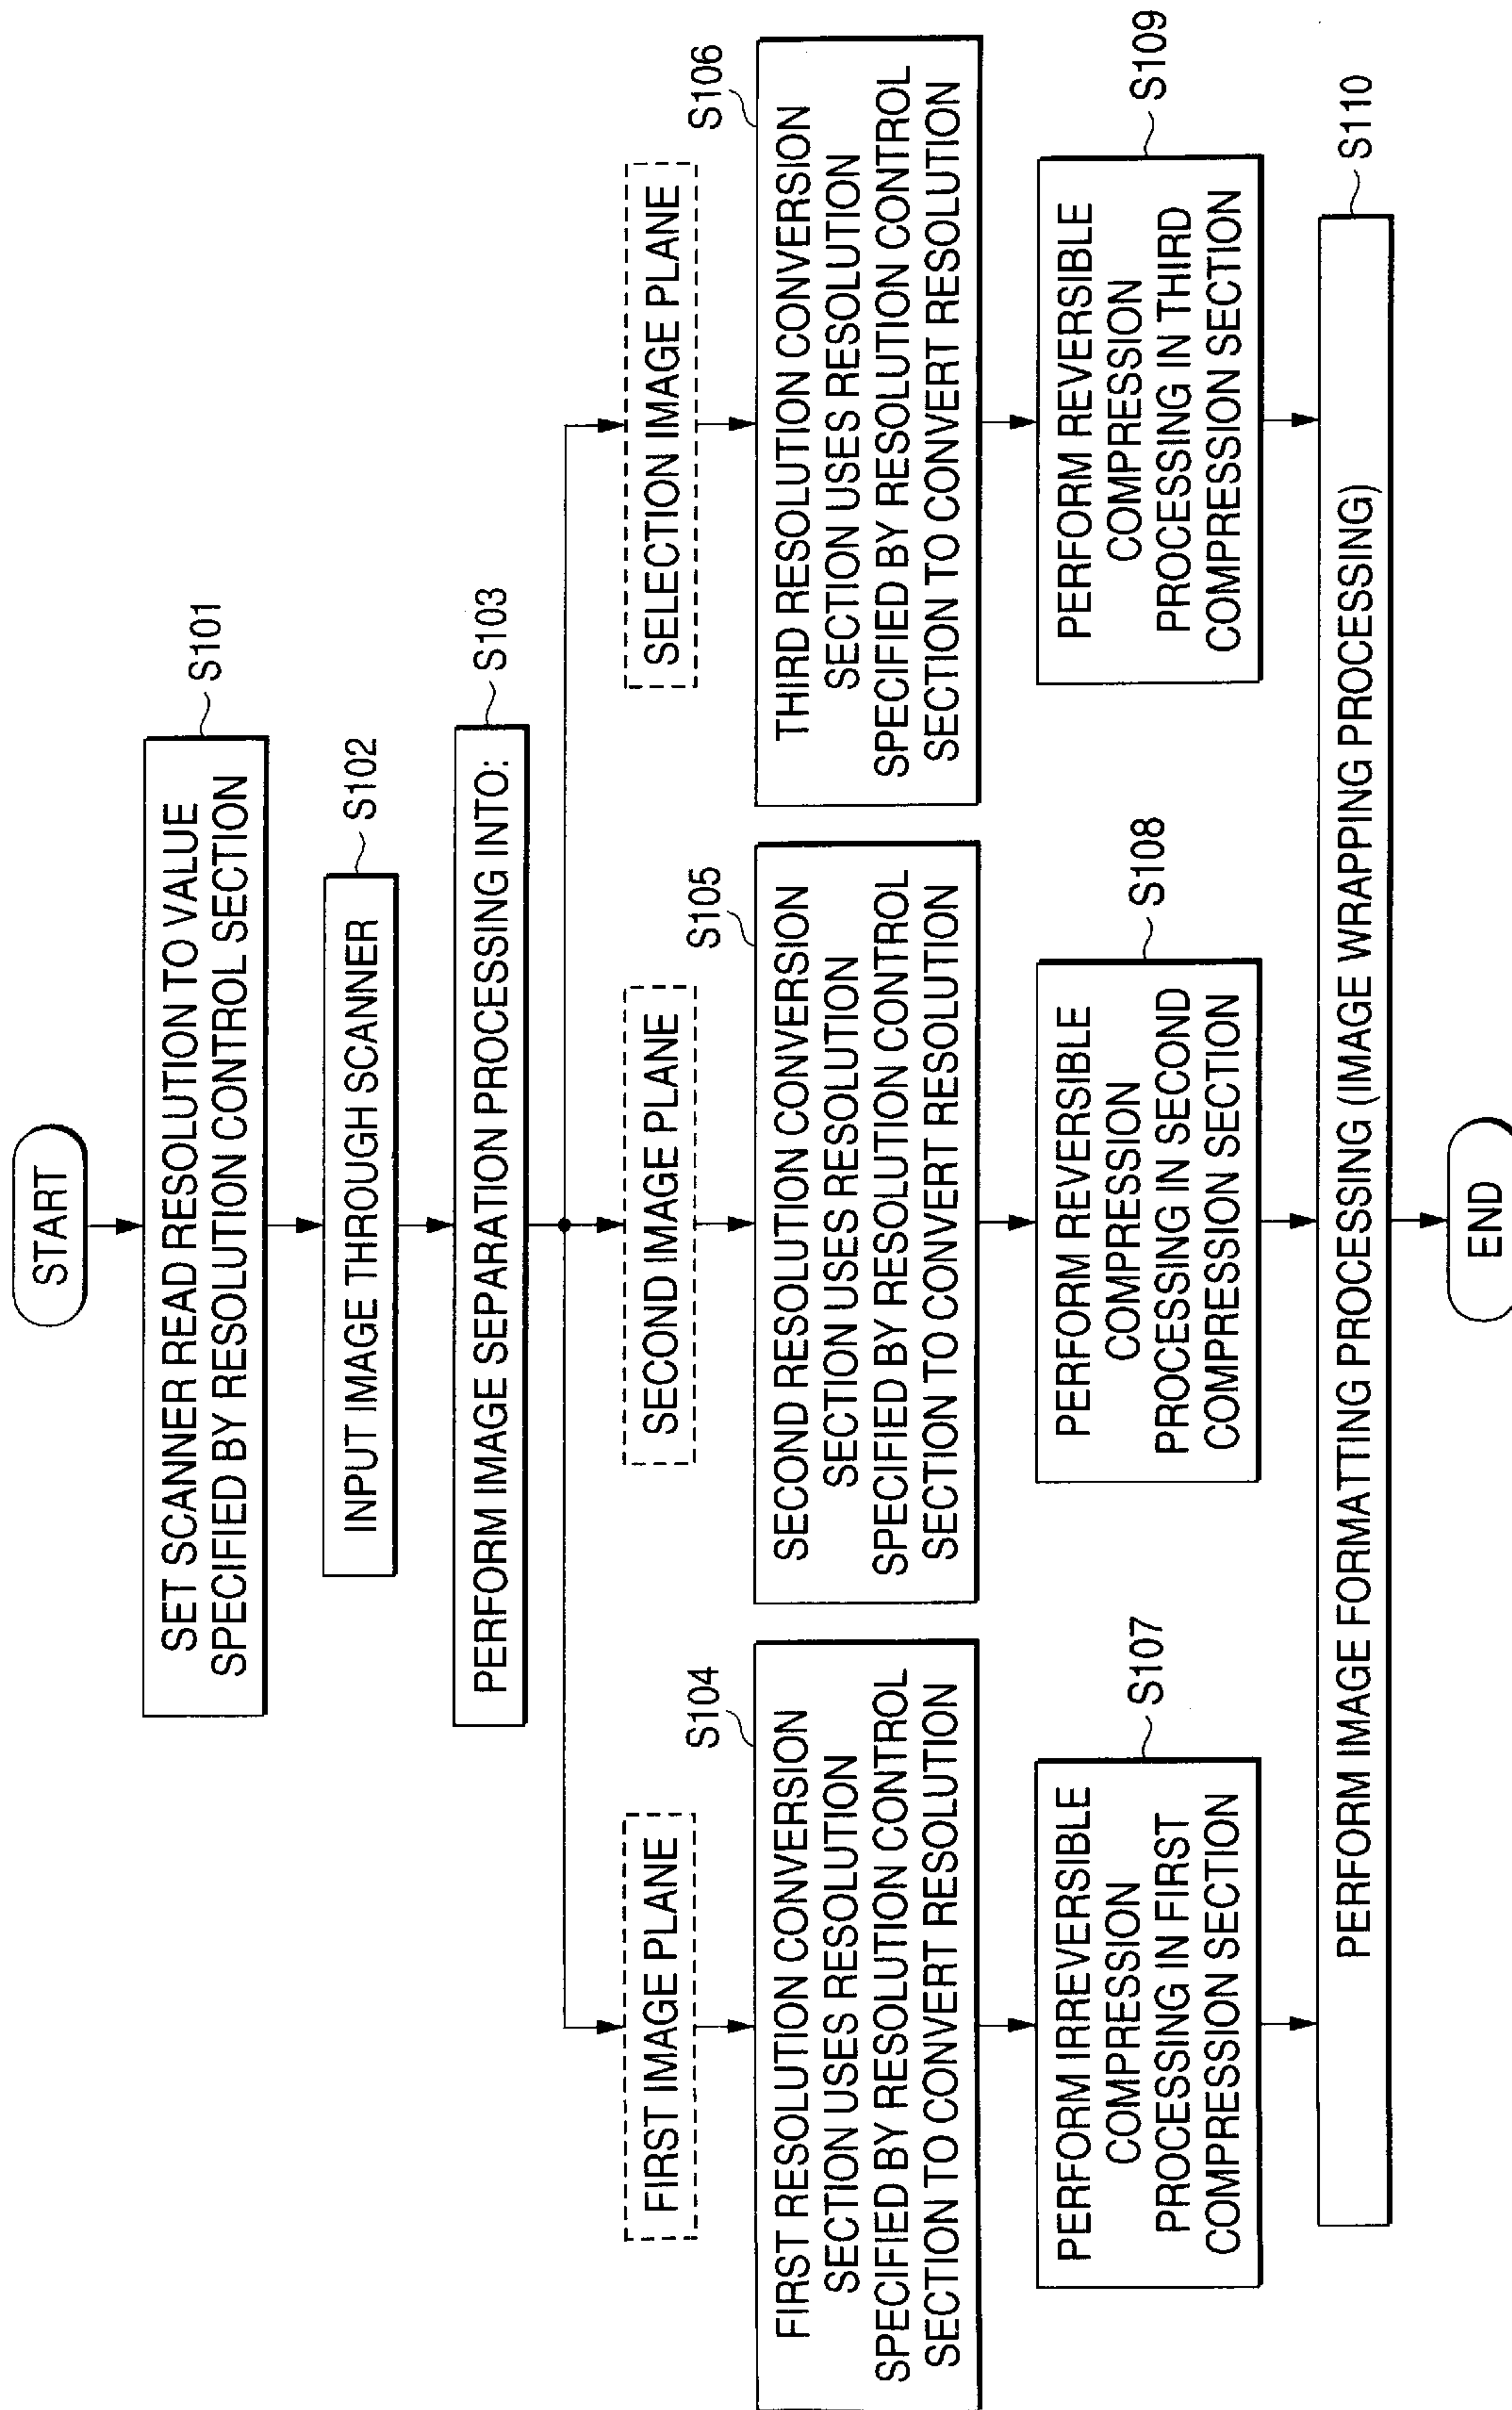 START
SET SCANNER READ RESOLUTION TO VALUE
SPECIFIED BY RESOLUTION CONTROL SECTION
S101
INPUT IMAGE THROUGH SCANNER
S102
PERFORM IMAGE SEPARATION PROCESSING INTO:
S103
FIRST IMAGE PLANE
SECOND IMAGE PLANE
SELECTION IMAGE PLANE
S104
FIRST RESOLUTION CONVERSION
SECTION USES RESOLUTION
SPECIFIED BY RESOLUTION CONTROL
SECTION TO CONVERT RESOLUTION
S105
SECOND RESOLUTION CONVERSION
SECTION USES RESOLUTION
SPECIFIED BY RESOLUTION CONTROL
SECTION TO CONVERT RESOLUTION
S106
THIRD RESOLUTION CONVERSION
SECTION USES RESOLUTION
SPECIFIED BY RESOLUTION CONTROL
SECTION TO CONVERT RESOLUTION
PERFORM IRREVERSIBLE
COMPRESSION
PROCESSING IN FIRST
COMPRESSION SECTION
S107
PERFORM REVERSIBLE
COMPRESSION
PROCESSING IN SECOND
COMPRESSION SECTION
S108
PERFORM REVERSIBLE
COMPRESSION
PROCESSING IN THIRD
COMPRESSION SECTION
S109
PERFORM IMAGE FORMATTING PROCESSING (IMAGE WRAPPING PROCESSING)
S110
END